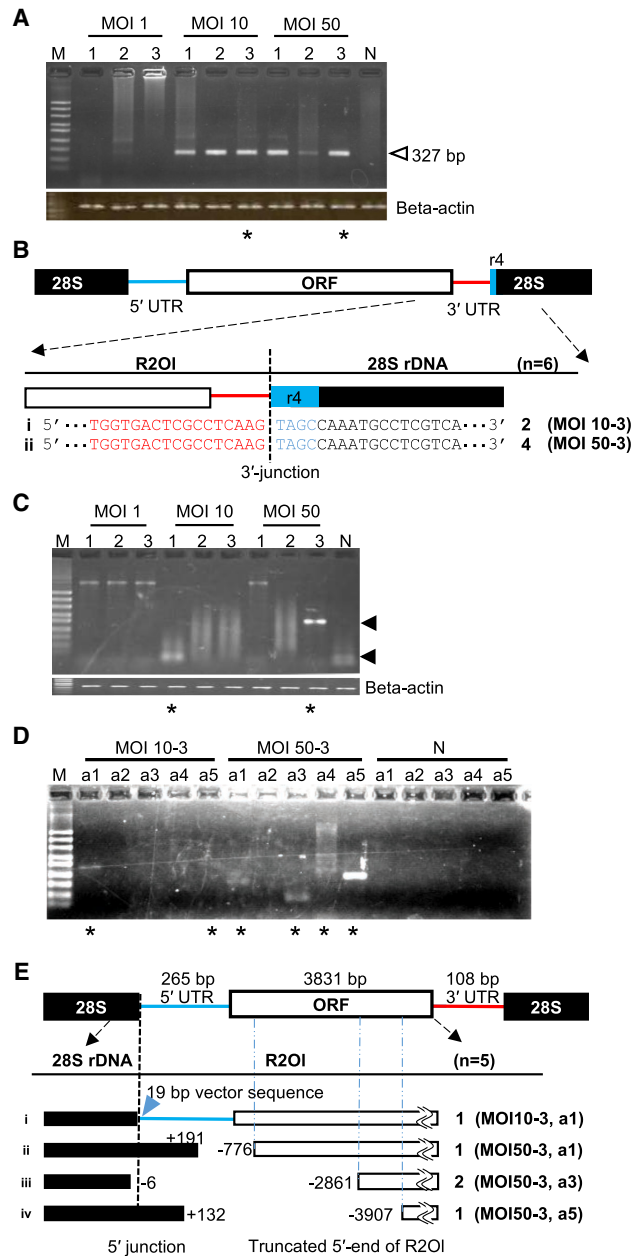 A
MOI 1 MOI 10 MOI 50
M 1 2 3 1 2 3 1 2 3 N
327 bp
Beta-actin
* *
B
r4
28S ORF 28S
5′ UTR 3′ UTR
R2OI 28S rDNA (n=6)
r4
i 5′ ···TGGTGACTCGCCTCAAG TAGCCAAATGCCTCGTCA···3′ 2 (MOI 10-3)
ii 5′ ···TGGTGACTCGCCTCAAG TAGCCAAATGCCTCGTCA···3′ 4 (MOI 50-3)
3′-junction
C
MOI 1 MOI 10 MOI 50
M 1 2 3 1 2 3 1 2 3 N
Beta-actin
* *
D
MOI 10-3 MOI 50-3 N
M a1 a2 a3 a4 a5 a1 a2 a3 a4 a5 a1 a2 a3 a4 a5
* * * * * *
E
265 bp 3831 bp 108 bp
28S 5′ UTR ORF 3′ UTR 28S
28S rDNA R2OI (n=5)
19 bp vector sequence
i 1 (MOI10-3, a1)
ii +191 -776 1 (MOI50-3, a1)
iii -6 -2861 2 (MOI50-3, a3)
iv +132 -3907 1 (MOI50-3, a5)
5′ junction Truncated 5′-end of R2OI